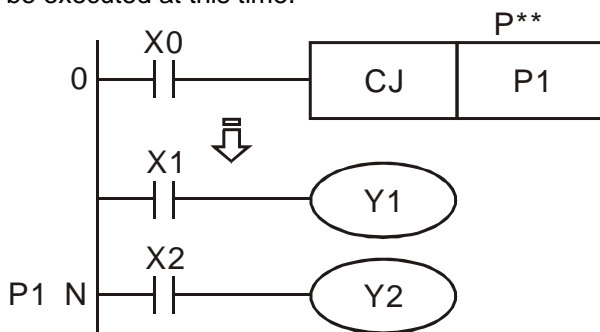 be executed at this time.
P**
X0
0 CJ P1
X1
Y1
X2
P1 N Y2